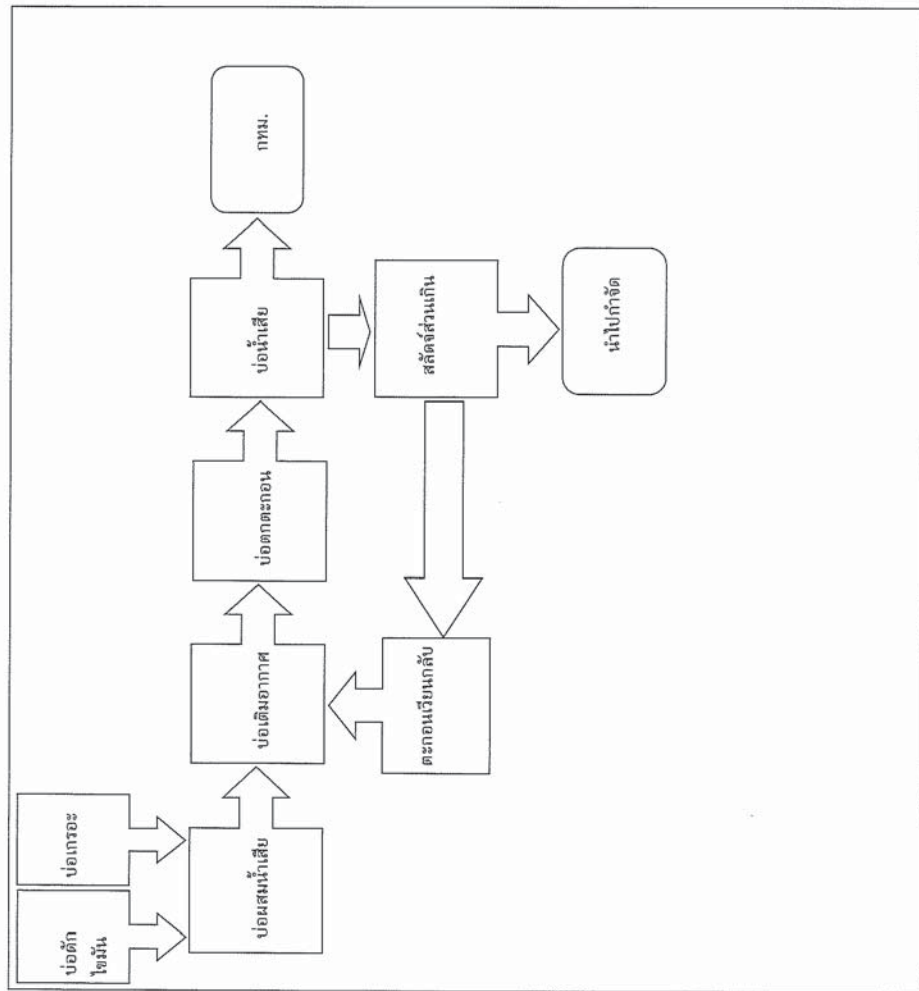 บ่อดัก
ไขมัน
บ่อเกรอะ
บ่อผสมน้ำเสีย
บ่อเติมอากาศ
บ่อตกตะกอน
บ่อน้ำเสีย
กทม.
ตะกอนเวียนกลับ
สลัดจ์ส่วนเกิน
นำไปกำจัด